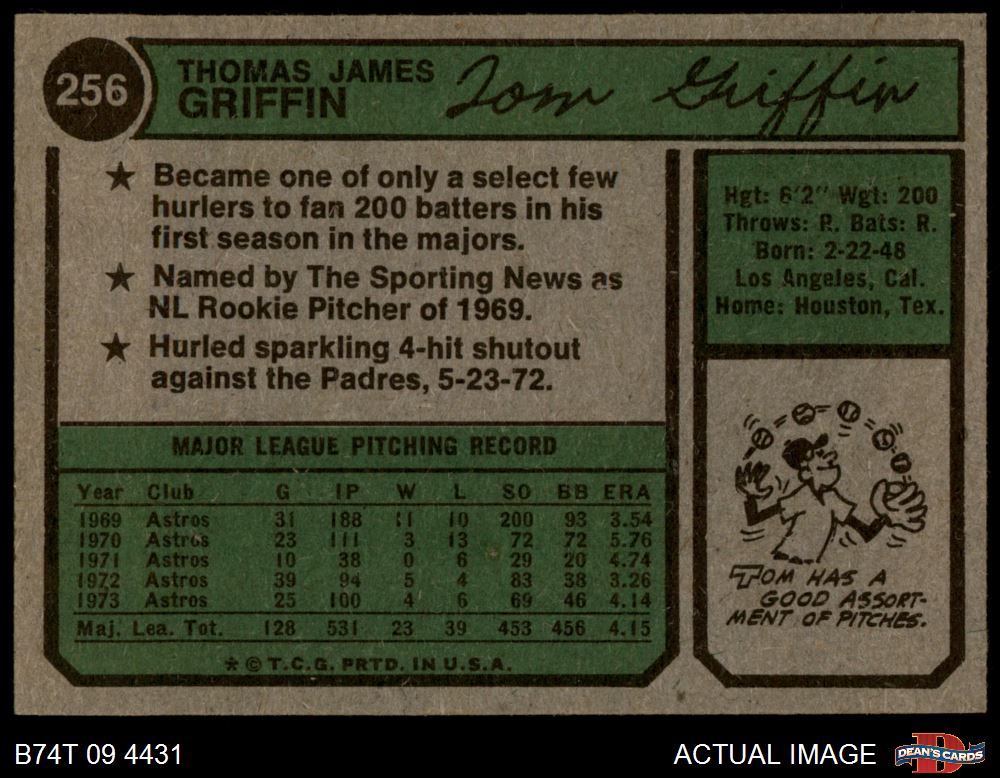 256
THOMAS JAMES
GRIFFIN
Tom Griffin
★ Became one of only a select few
hurlers to fan 200 batters in his
first season in the majors.
★ Named by The Sporting News as
NL Rookie Pitcher of 1969.
★ Hurled sparkling 4-hit shutout
against the Padres, 5-23-72.
Hgt: 6'2" Wgt: 200
Throws: R. Bats: R.
Born: 2-22-48
Los Angeles, Cal.
Home: Houston, Tex.
MAJOR LEAGUE PITCHING RECORD
Year Club G IP W L SO BB ERA
1969 Astros 31 188 11 10 200 93 3.54
1970 Astros 23 111 3 13 72 72 5.76
1971 Astros 10 38 0 6 29 20 4.74
1972 Astros 39 94 5 4 83 38 3.26
1973 Astros 25 100 4 6 69 46 4.14
Maj. Lea. Tot. 128 531 23 39 453 456 4.15
★ © T.C.G. PRTD. IN U.S.A.
TOM HAS A
GOOD ASSORT-
MENT OF PITCHES.
B74T 09 4431
ACTUAL IMAGE
DEAN'S CARDS